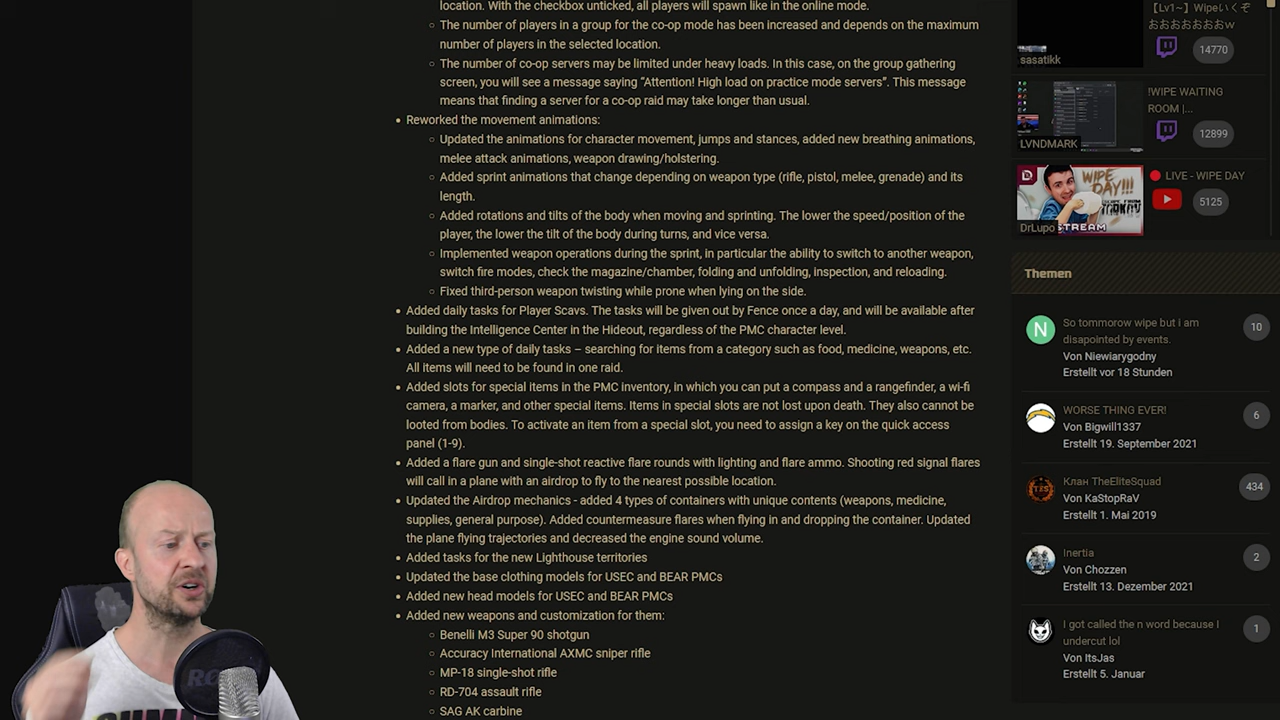 location. With the checkbox unticked, all players will spawn like in the online mode.
The number of players in a group for the co-op mode has been increased and depends on the maximum
number of players in the selected location.
The number of co-op servers may be limited under heavy loads. In this case, on the group gathering
screen, you will see a message saying “Attention! High load on practice mode servers”. This message
means that finding a server for a co-op raid may take longer than usual.
Reworked the movement animations:
Updated the animations for character movement, jumps and stances, added new breathing animations,
melee attack animations, weapon drawing/holstering.
Added sprint animations that change depending on weapon type (rifle, pistol, melee, grenade) and its
length.
Added rotations and tilts of the body when moving and sprinting. The lower the speed/position of the
player, the lower the tilt of the body during turns, and vice versa.
Implemented weapon operations during the sprint, in particular the ability to switch to another weapon,
switch fire modes, check the magazine/chamber, folding and unfolding, inspection, and reloading.
Fixed third-person weapon twisting while prone when lying on the side.
Added daily tasks for Player Scavs. The tasks will be given out by Fence once a day, and will be available after
building the Intelligence Center in the Hideout, regardless of the PMC character level.
Added a new type of daily tasks – searching for items from a category such as food, medicine, weapons, etc.
All items will need to be found in one raid.
Added slots for special items in the PMC inventory, in which you can put a compass and a rangefinder, a wi-fi
camera, a marker, and other special items. Items in special slots are not lost upon death. They also cannot be
looted from bodies. To activate an item from a special slot, you need to assign a key on the quick access
panel (1-9).
Added a flare gun and single-shot reactive flare rounds with lighting and flare ammo. Shooting red signal flares
will call in a plane with an airdrop to fly to the nearest possible location.
Updated the Airdrop mechanics - added 4 types of containers with unique contents (weapons, medicine,
supplies, general purpose). Added countermeasure flares when flying in and dropping the container. Updated
the plane flying trajectories and decreased the engine sound volume.
Added tasks for the new Lighthouse territories
Updated the base clothing models for USEC and BEAR PMCs
Added new head models for USEC and BEAR PMCs
Added new weapons and customization for them:
Benelli M3 Super 90 shotgun
Accuracy International AXMC sniper rifle
MP-18 single-shot rifle
RD-704 assault rifle
SAG AK carbine
【Lv1~】Wipeいくぞ
おおおおおおおw
14770
sasatikk
!WIPE WAITING
ROOM |...
12899
LVNDMARK
LIVE - WIPE DAY
5125
WIPE
DAY!!!
DrLupo
STREAM
Themen
N
So tommorow wipe but i am
disapointed by events.
Von Niewiarygodny
Erstellt vor 18 Stunden
10
WORSE THING EVER!
Von Bigwill1337
Erstellt 19. September 2021
6
Клан TheEliteSquad
Von KaStopRaV
Erstellt 1. Mai 2019
434
Inertia
Von Chozzen
Erstellt 13. Dezember 2021
2
I got called the n word because I
undercut lol
Von ItsJas
Erstellt 5. Januar
1